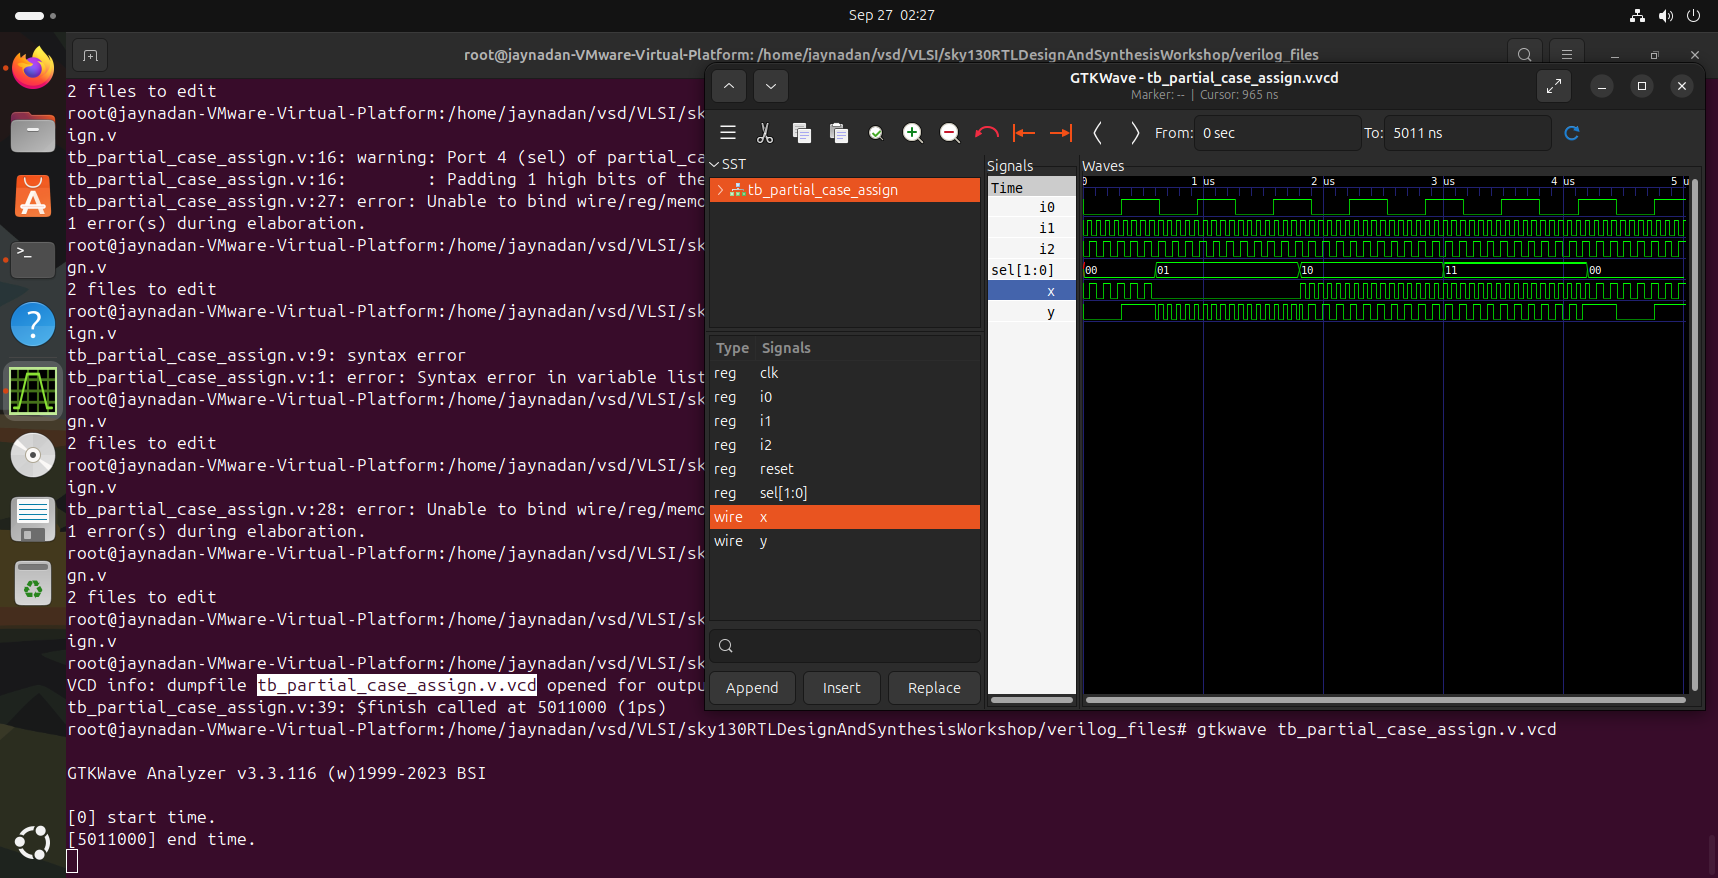 Sep 27 02:27
root@jaynadan-VMware-Virtual-Platform: /home/jaynadan/vsd/VLSI/sky130RTLDesignAndSynthesisWorkshop/verilog_files
2 files to edit
root@jaynadan-VMware-Virtual-Platform:/home/jaynadan/vsd/VLSI/sk
ign.v
tb_partial_case_assign.v:16: warning: Port 4 (sel) of partial_ca
tb_partial_case_assign.v:16:        : Padding 1 high bits of the
tb_partial_case_assign.v:27: error: Unable to bind wire/reg/memo
1 error(s) during elaboration.
root@jaynadan-VMware-Virtual-Platform:/home/jaynadan/vsd/VLSI/sk
gn.v
2 files to edit
root@jaynadan-VMware-Virtual-Platform:/home/jaynadan/vsd/VLSI/sk
ign.v
tb_partial_case_assign.v:9: syntax error
tb_partial_case_assign.v:1: error: Syntax error in variable list
root@jaynadan-VMware-Virtual-Platform:/home/jaynadan/vsd/VLSI/sk
gn.v
2 files to edit
root@jaynadan-VMware-Virtual-Platform:/home/jaynadan/vsd/VLSI/sk
ign.v
tb_partial_case_assign.v:28: error: Unable to bind wire/reg/memo
1 error(s) during elaboration.
root@jaynadan-VMware-Virtual-Platform:/home/jaynadan/vsd/VLSI/sk
gn.v
2 files to edit
root@jaynadan-VMware-Virtual-Platform:/home/jaynadan/vsd/VLSI/sk
ign.v
root@jaynadan-VMware-Virtual-Platform:/home/jaynadan/vsd/VLSI/sk
VCD info: dumpfile tb_partial_case_assign.v.vcd opened for outpu
tb_partial_case_assign.v:39: $finish called at 5011000 (1ps)
root@jaynadan-VMware-Virtual-Platform:/home/jaynadan/vsd/VLSI/sky130RTLDesignAndSynthesisWorkshop/verilog_files# gtkwave tb_partial_case_assign.v.vcd
GTKWave Analyzer v3.3.116 (w)1999-2023 BSI
[0] start time.
[5011000] end time.
GTKWave - tb_partial_case_assign.v.vcd
Marker: -- | Cursor: 965 ns
From: 0 sec To: 5011 ns
SST
tb_partial_case_assign
Type Signals
reg clk
reg i0
reg i1
reg i2
reg reset
reg sel[1:0]
wire x
wire y
Append Insert Replace
Signals
Time
i0
i1
i2
sel[1:0]
x
y
Waves
0 1 us 2 us 3 us 4 us 5 u
00 01 10 11 00